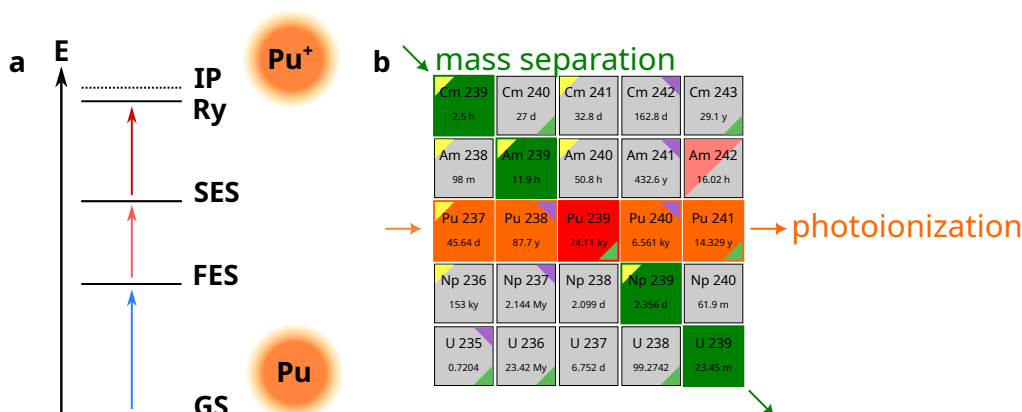 a
E
Pu+
IP
Ry
SES
FES
Pu
GS
b
mass separation
Cm 239
2.5 h
Cm 240
27 d
Cm 241
32.8 d
Cm 242
162.8 d
Cm 243
29.1 y
Am 238
98 m
Am 239
11.9 h
Am 240
50.8 h
Am 241
432.6 y
Am 242
16.02 h
Pu 237
45.64 d
Pu 238
87.7 y
Pu 239
24.11 ky
Pu 240
6.561 ky
Pu 241
14.329 y
photoionization
Np 236
153 ky
Np 237
2.144 My
Np 238
2.099 d
Np 239
2.356 d
Np 240
61.9 m
U 235
0.7204
U 236
23.42 My
U 237
6.752 d
U 238
99.2742
U 239
23.45 m